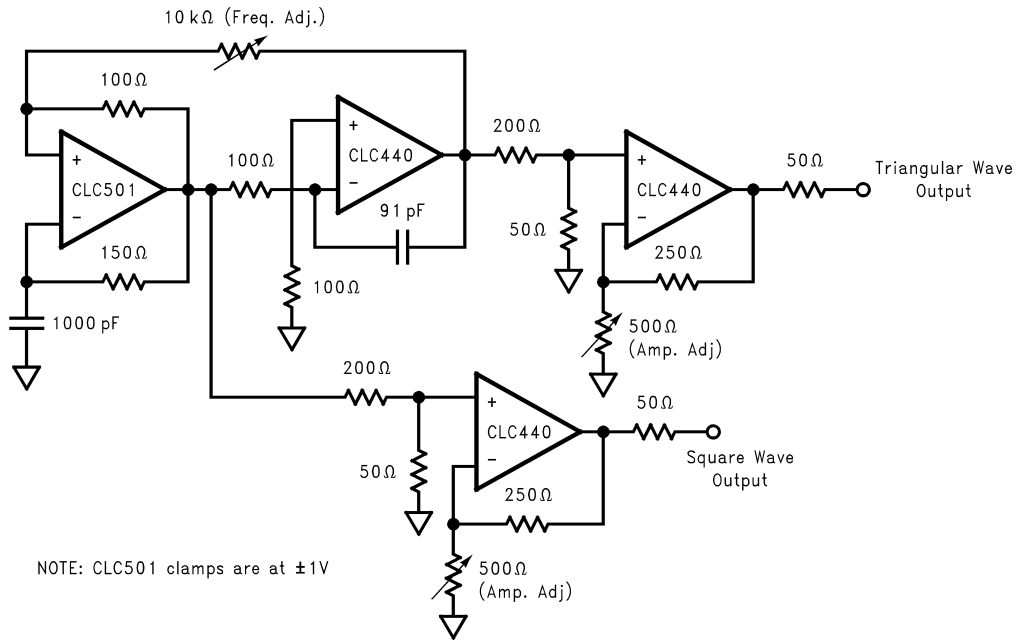 10kΩ (Freq. Adj.)
100Ω
+
CLC501
−
150Ω
1000 pF
100Ω
+
CLC440
−
91 pF
100Ω
200Ω
50Ω
+
CLC440
−
250Ω
500Ω
(Amp. Adj)
50Ω
Triangular Wave
Output
200Ω
50Ω
+
CLC440
−
250Ω
500Ω
(Amp. Adj)
50Ω
Square Wave
Output
NOTE: CLC501 clamps are at ±1V